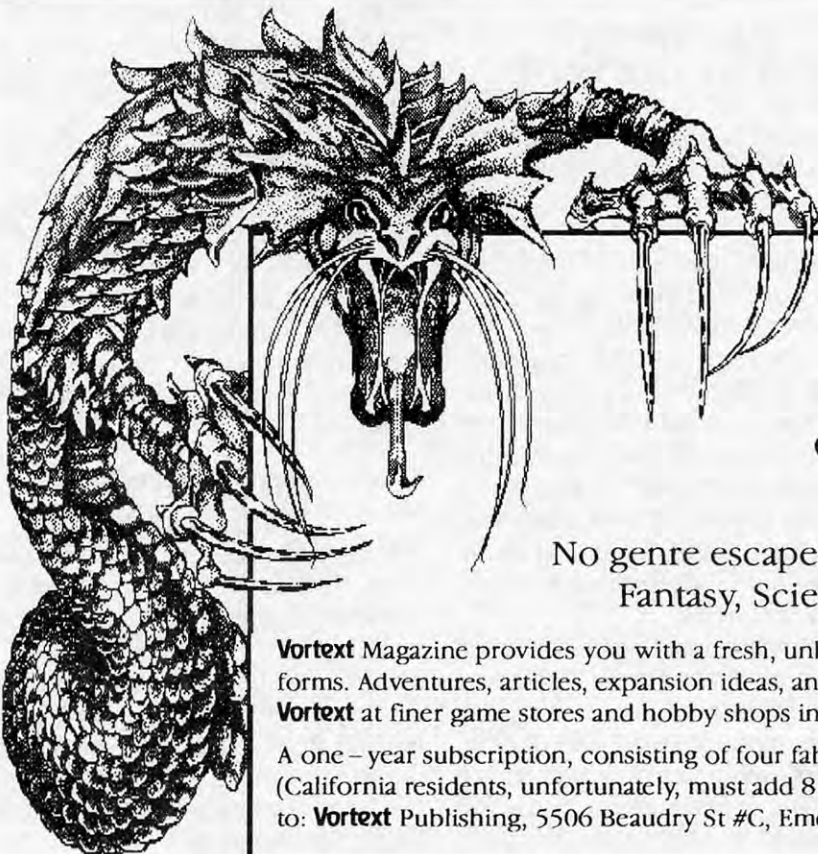 No genre escape
Fantasy, Scie
Vortext Magazine provides you with a fresh, unl
forms. Adventures, articles, expansion ideas, an
Vortext at finer game stores and hobby shops in
A one – year subscription, consisting of four fab
(California residents, unfortunately, must add 8
to: Vortext Publishing, 5506 Beaudry St #C, Eme